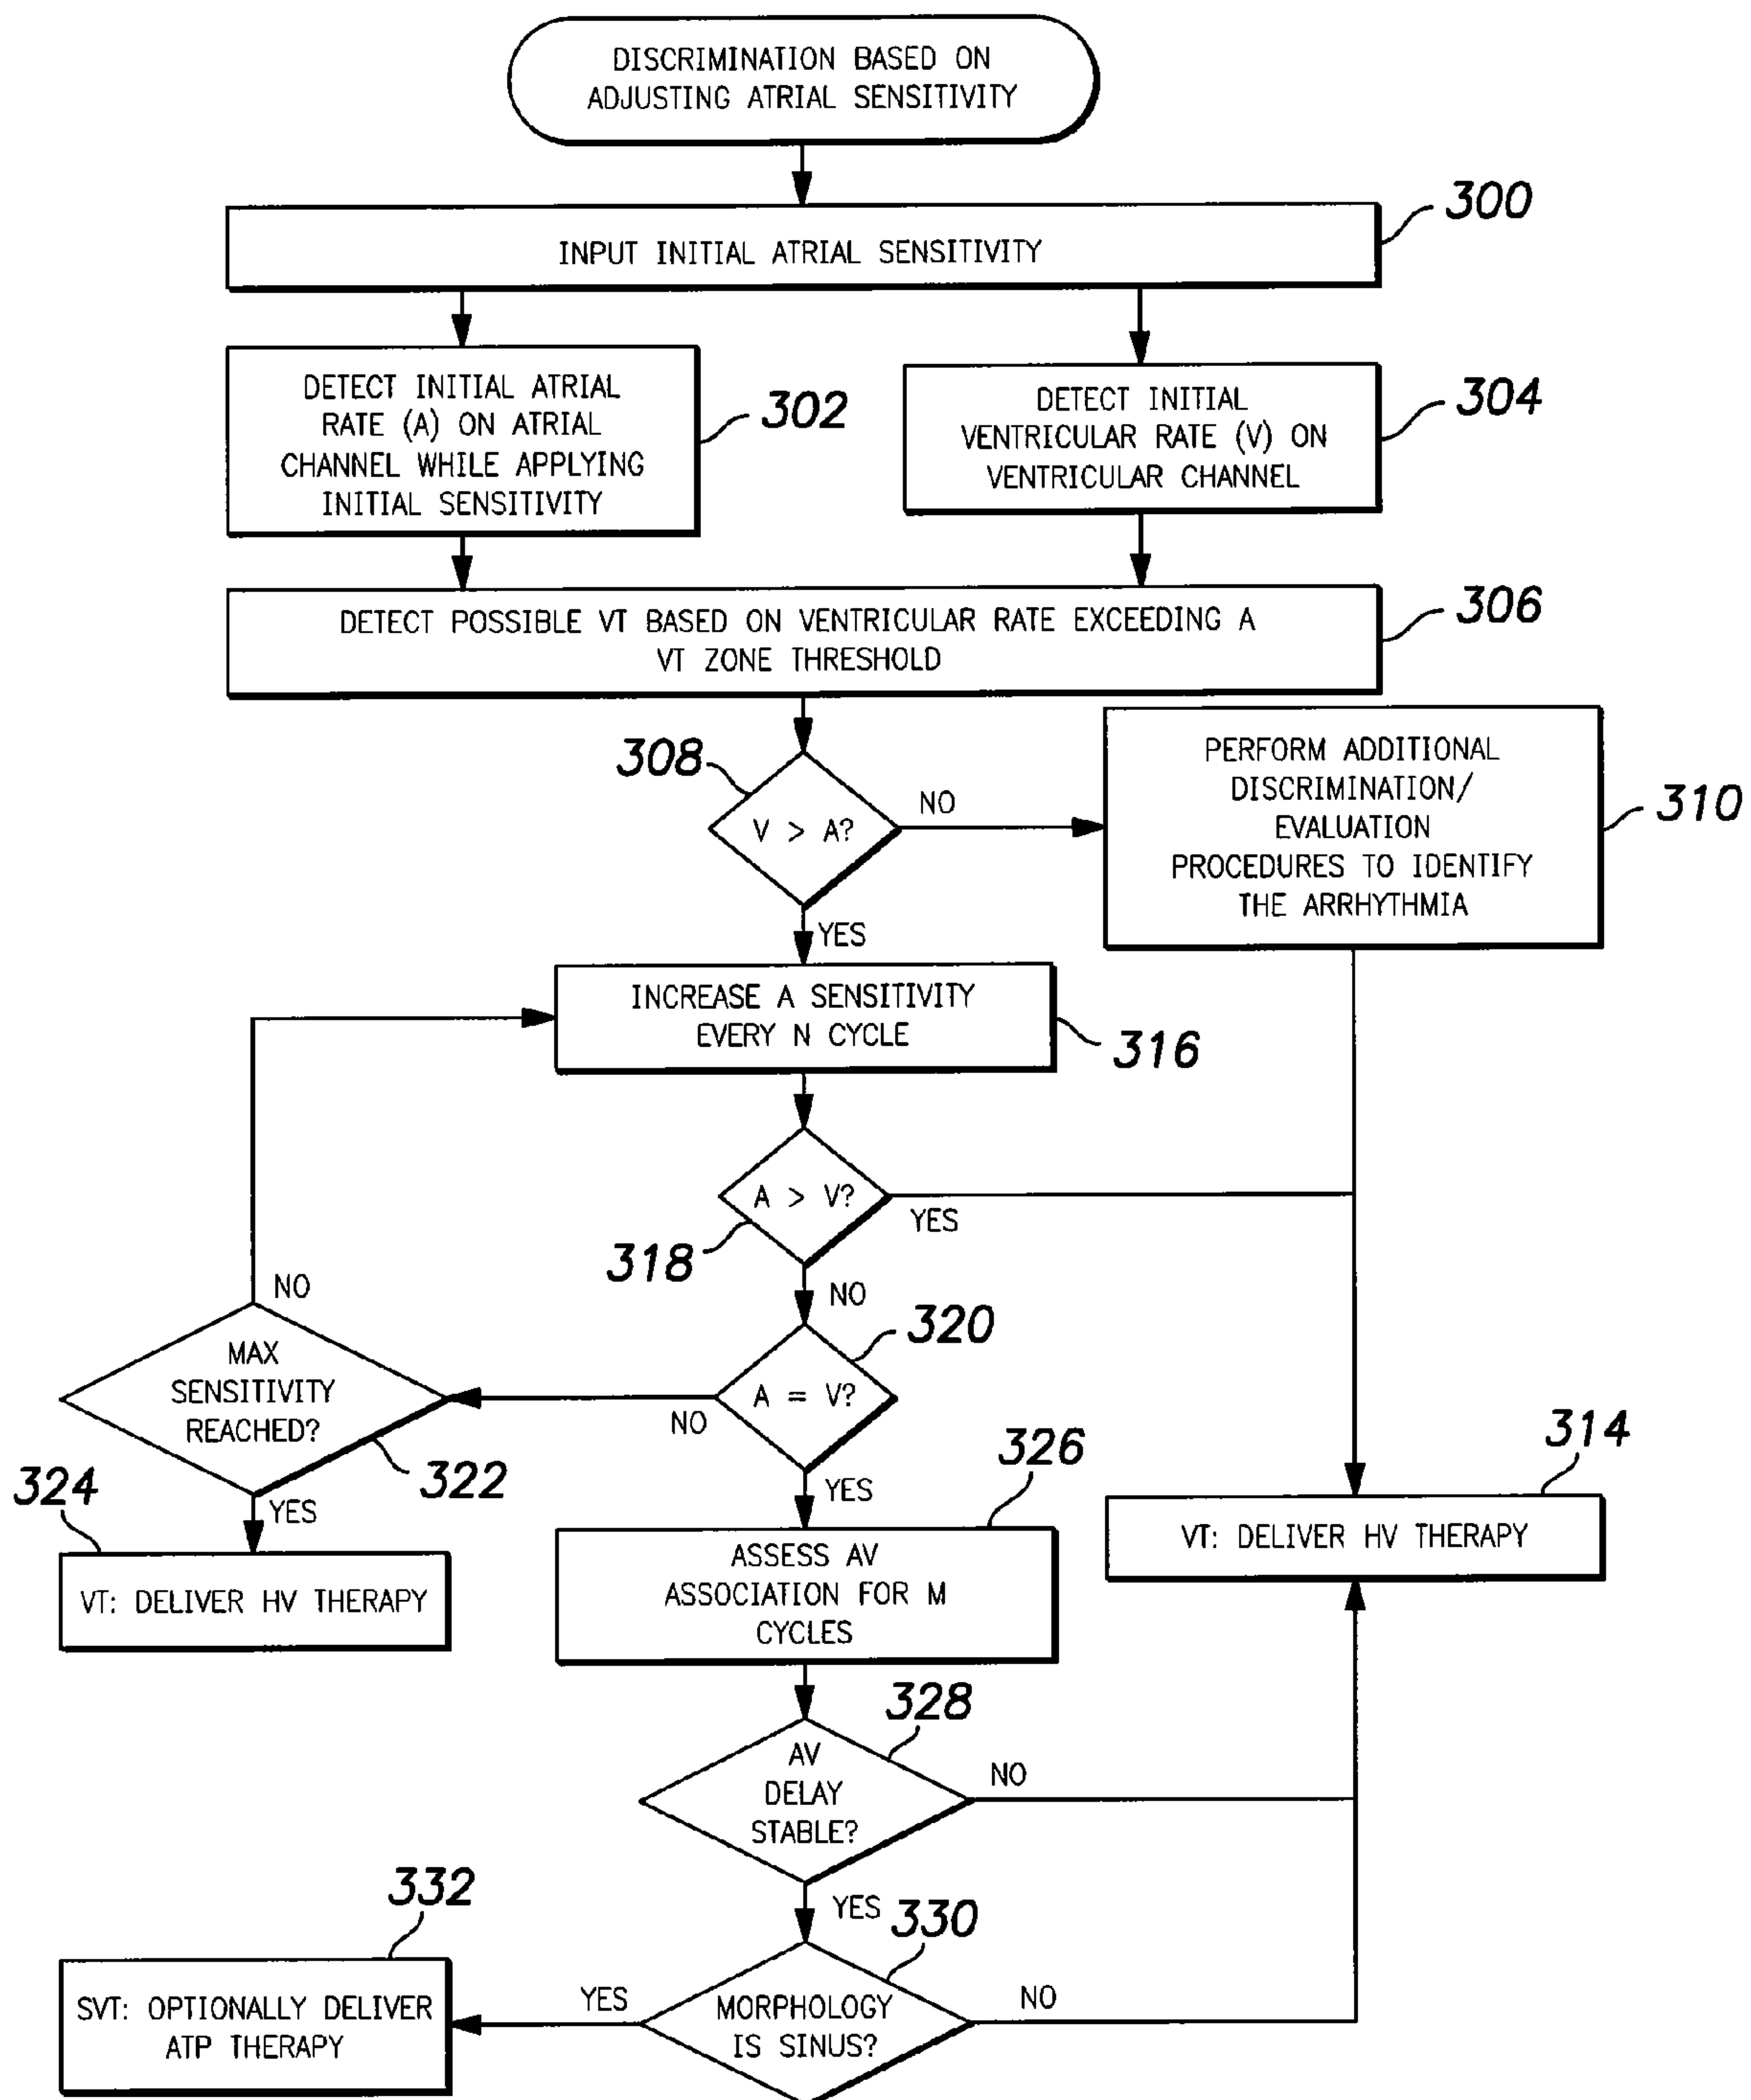 DISCRIMINATION BASED ON
ADJUSTING ATRIAL SENSITIVITY
300
INPUT INITIAL ATRIAL SENSITIVITY
DETECT INITIAL ATRIAL
RATE (A) ON ATRIAL
CHANNEL WHILE APPLYING
INITIAL SENSITIVITY
302
DETECT INITIAL
VENTRICULAR RATE (V) ON
VENTRICULAR CHANNEL
304
DETECT POSSIBLE VT BASED ON VENTRICULAR RATE EXCEEDING A
VT ZONE THRESHOLD
306
308
V > A?
NO
YES
PERFORM ADDITIONAL
DISCRIMINATION/
EVALUATION
PROCEDURES TO IDENTIFY
THE ARRHYTHMIA
310
INCREASE A SENSITIVITY
EVERY N CYCLE
316
A > V?
YES
318
NO
320
A = V?
NO
YES
NO
MAX
SENSITIVITY
REACHED?
322
YES
324
VT: DELIVER HV THERAPY
326
ASSESS AV
ASSOCIATION FOR M
CYCLES
314
VT: DELIVER HV THERAPY
328
AV
DELAY
STABLE?
NO
YES
330
MORPHOLOGY
IS SINUS?
YES
NO
332
SVT: OPTIONALLY DELIVER
ATP THERAPY